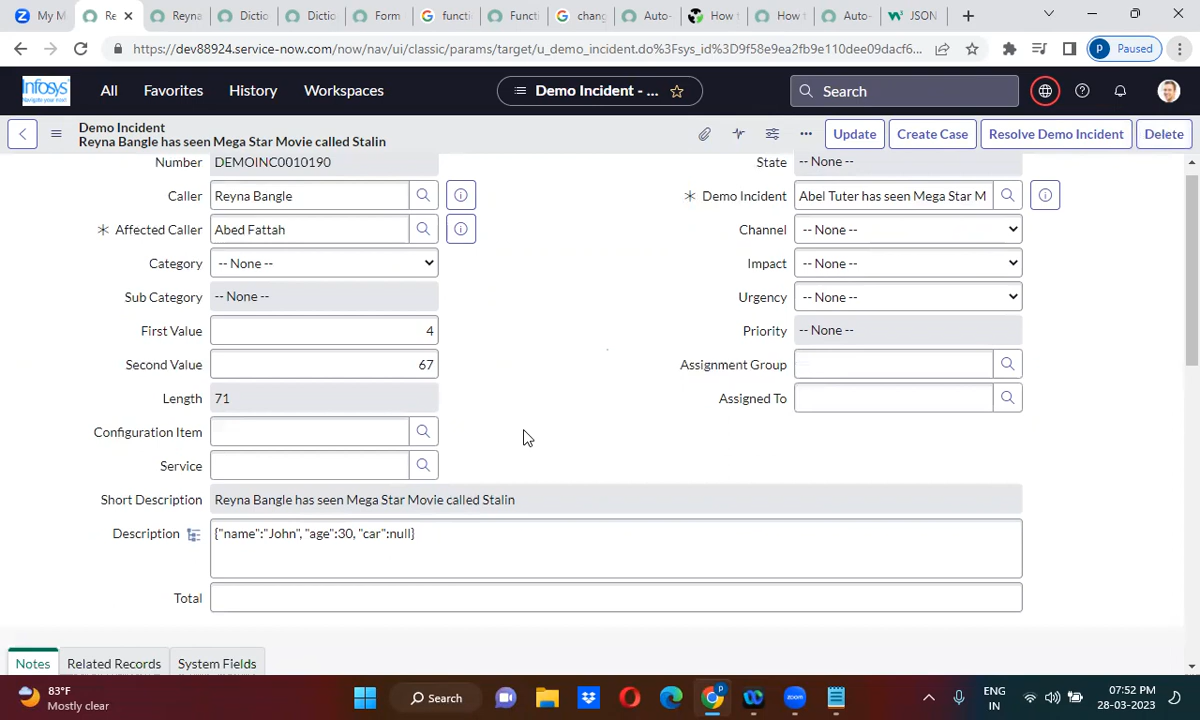 My M
Re
Reyna
Dictio
Dictio
Form
functi
Functi
chang
Auto-
How t
How t
Auto-
JSON
https://dev88924.service-now.com/now/nav/ui/classic/params/target/u_demo_incident.do%3Fsys_id%3D9f58e9ea2fb9e110dee09dacf6...
P Paused
Infosys
Navigate your next
All Favorites History Workspaces Demo Incident - ... Search
Demo Incident
Reyna Bangle has seen Mega Star Movie called Stalin
Update Create Case Resolve Demo Incident Delete
Number DEMOINC0010190 State -- None --
Caller Reyna Bangle Demo Incident Abel Tuter has seen Mega Star M
Affected Caller Abed Fattah Channel -- None --
Category -- None -- Impact -- None --
Sub Category -- None -- Urgency -- None --
First Value 4 Priority -- None --
Second Value 67 Assignment Group
Length 71 Assigned To
Configuration Item
Service
Short Description Reyna Bangle has seen Mega Star Movie called Stalin
Description {"name":"John", "age":30, "car":null}
Total
Notes Related Records System Fields
83°F
Mostly clear
Search
ENG
IN
07:52 PM
28-03-2023